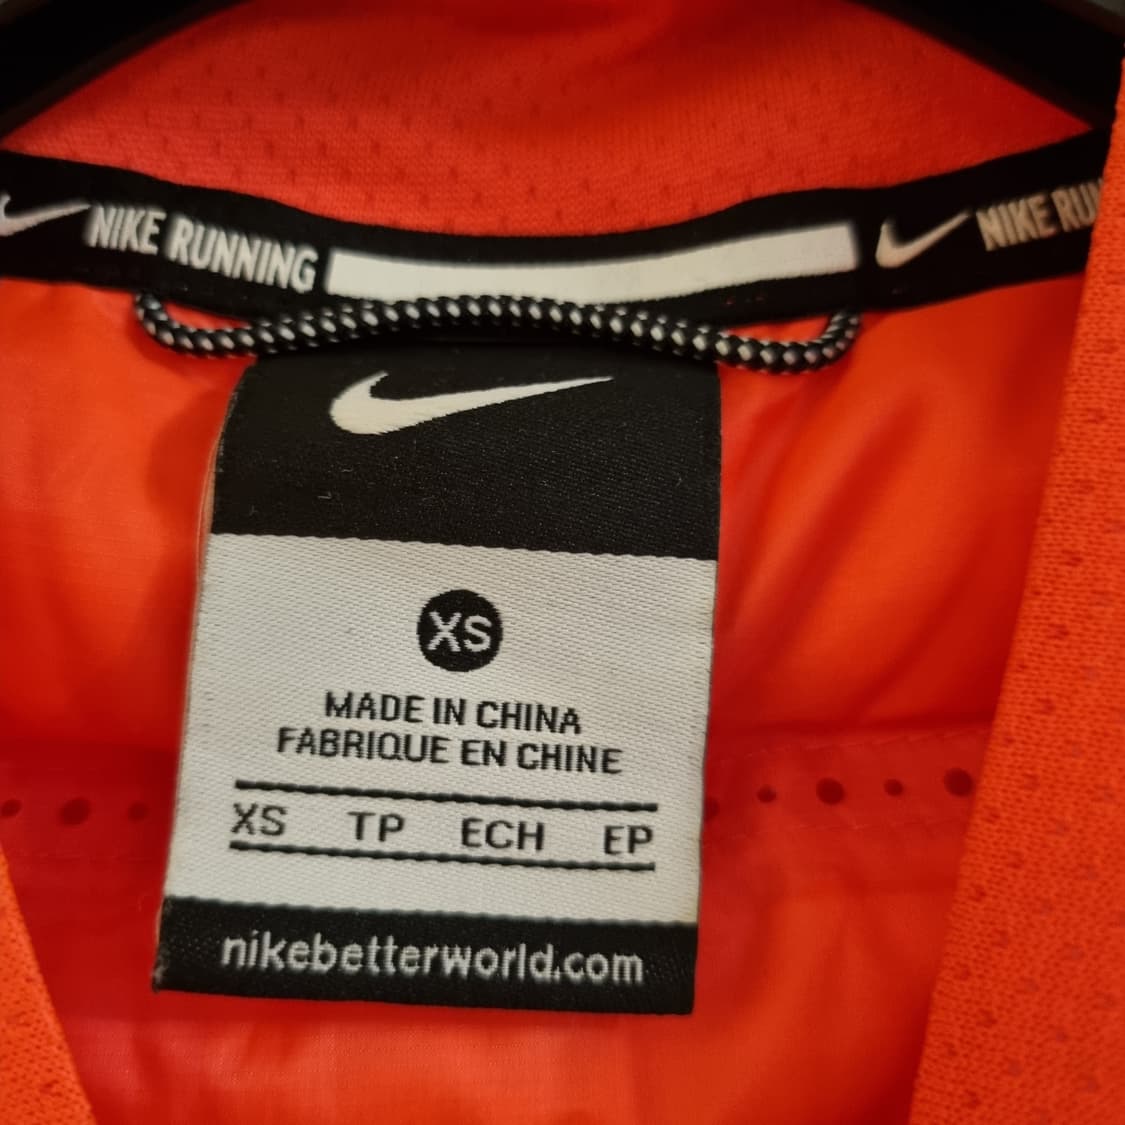 NIKE RUNNING
NIKE RUN
XS
MADE IN CHINA
FABRIQUE EN CHINE
XS TP ECH EP
nikebetterworld.com